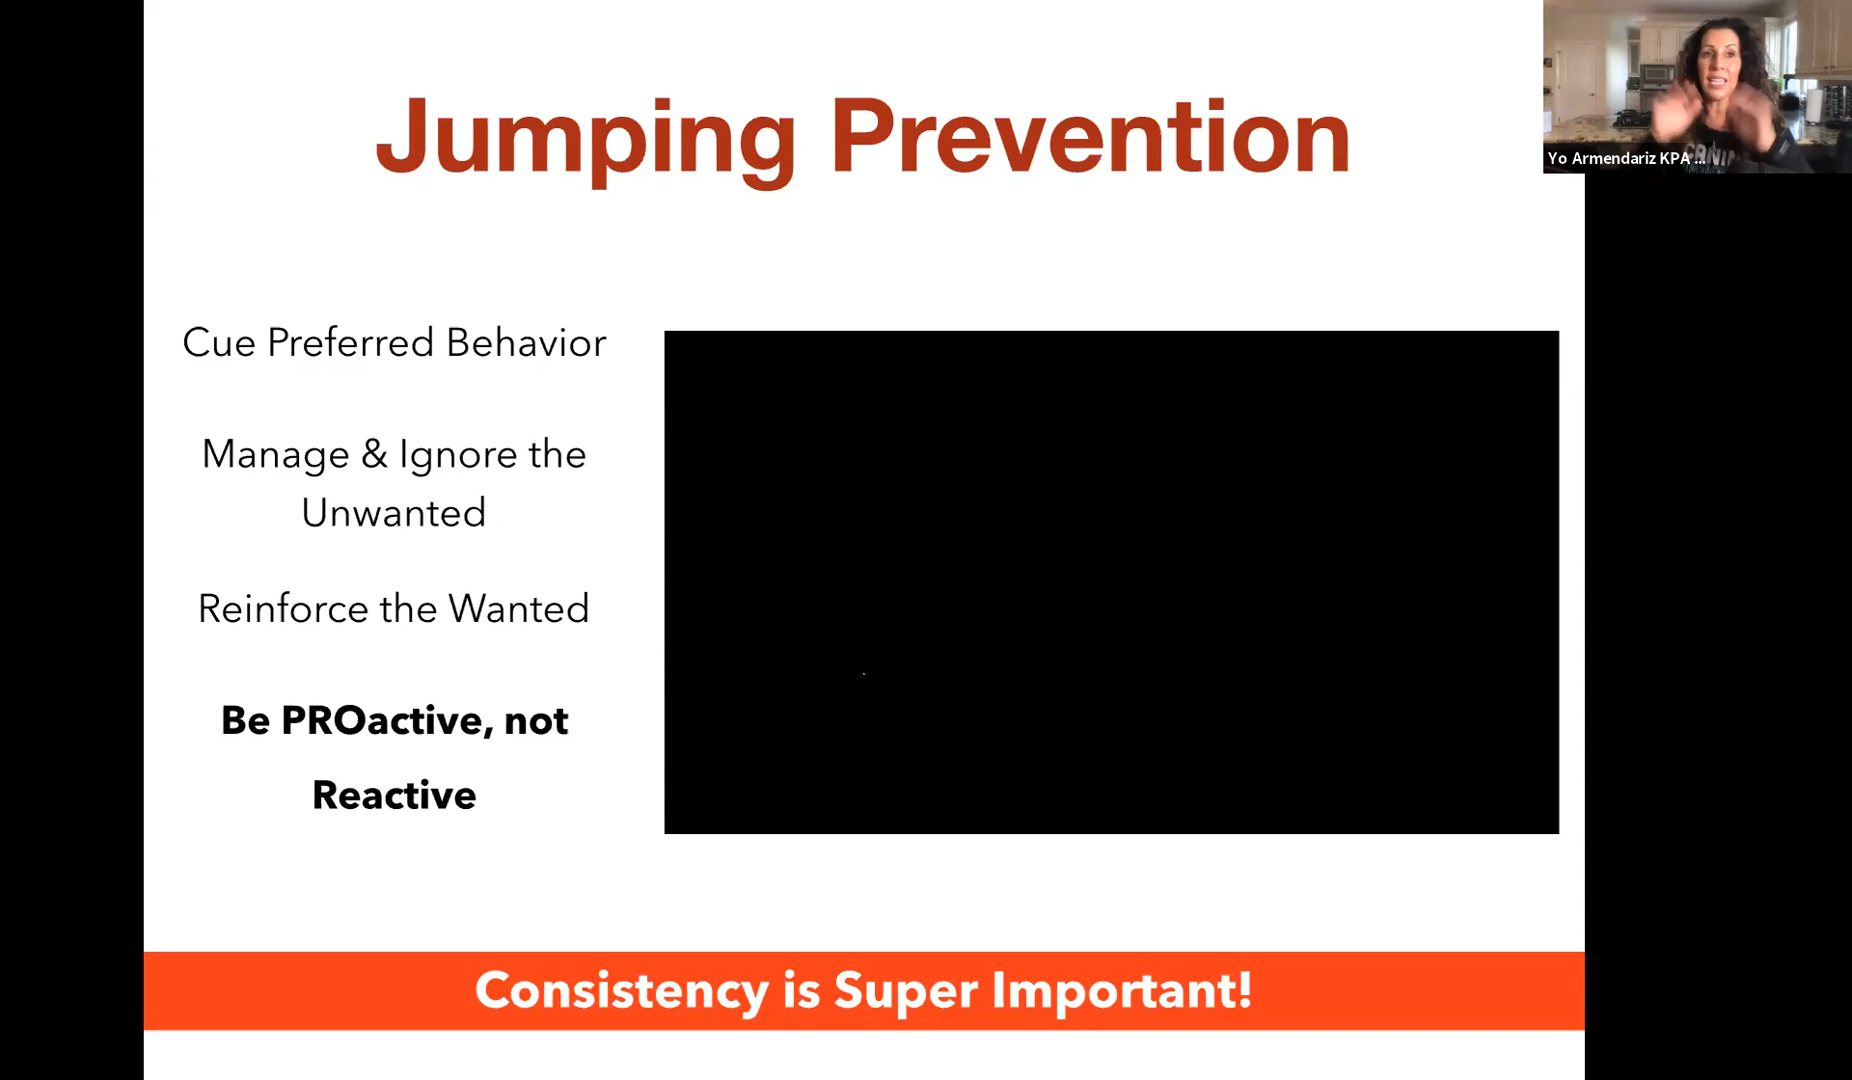 Jumping Prevention
Yo Armendariz KPA ...
Cue Preferred Behavior
Manage & Ignore the
Unwanted
Reinforce the Wanted
Be PROactive, not
Reactive
Consistency is Super Important!